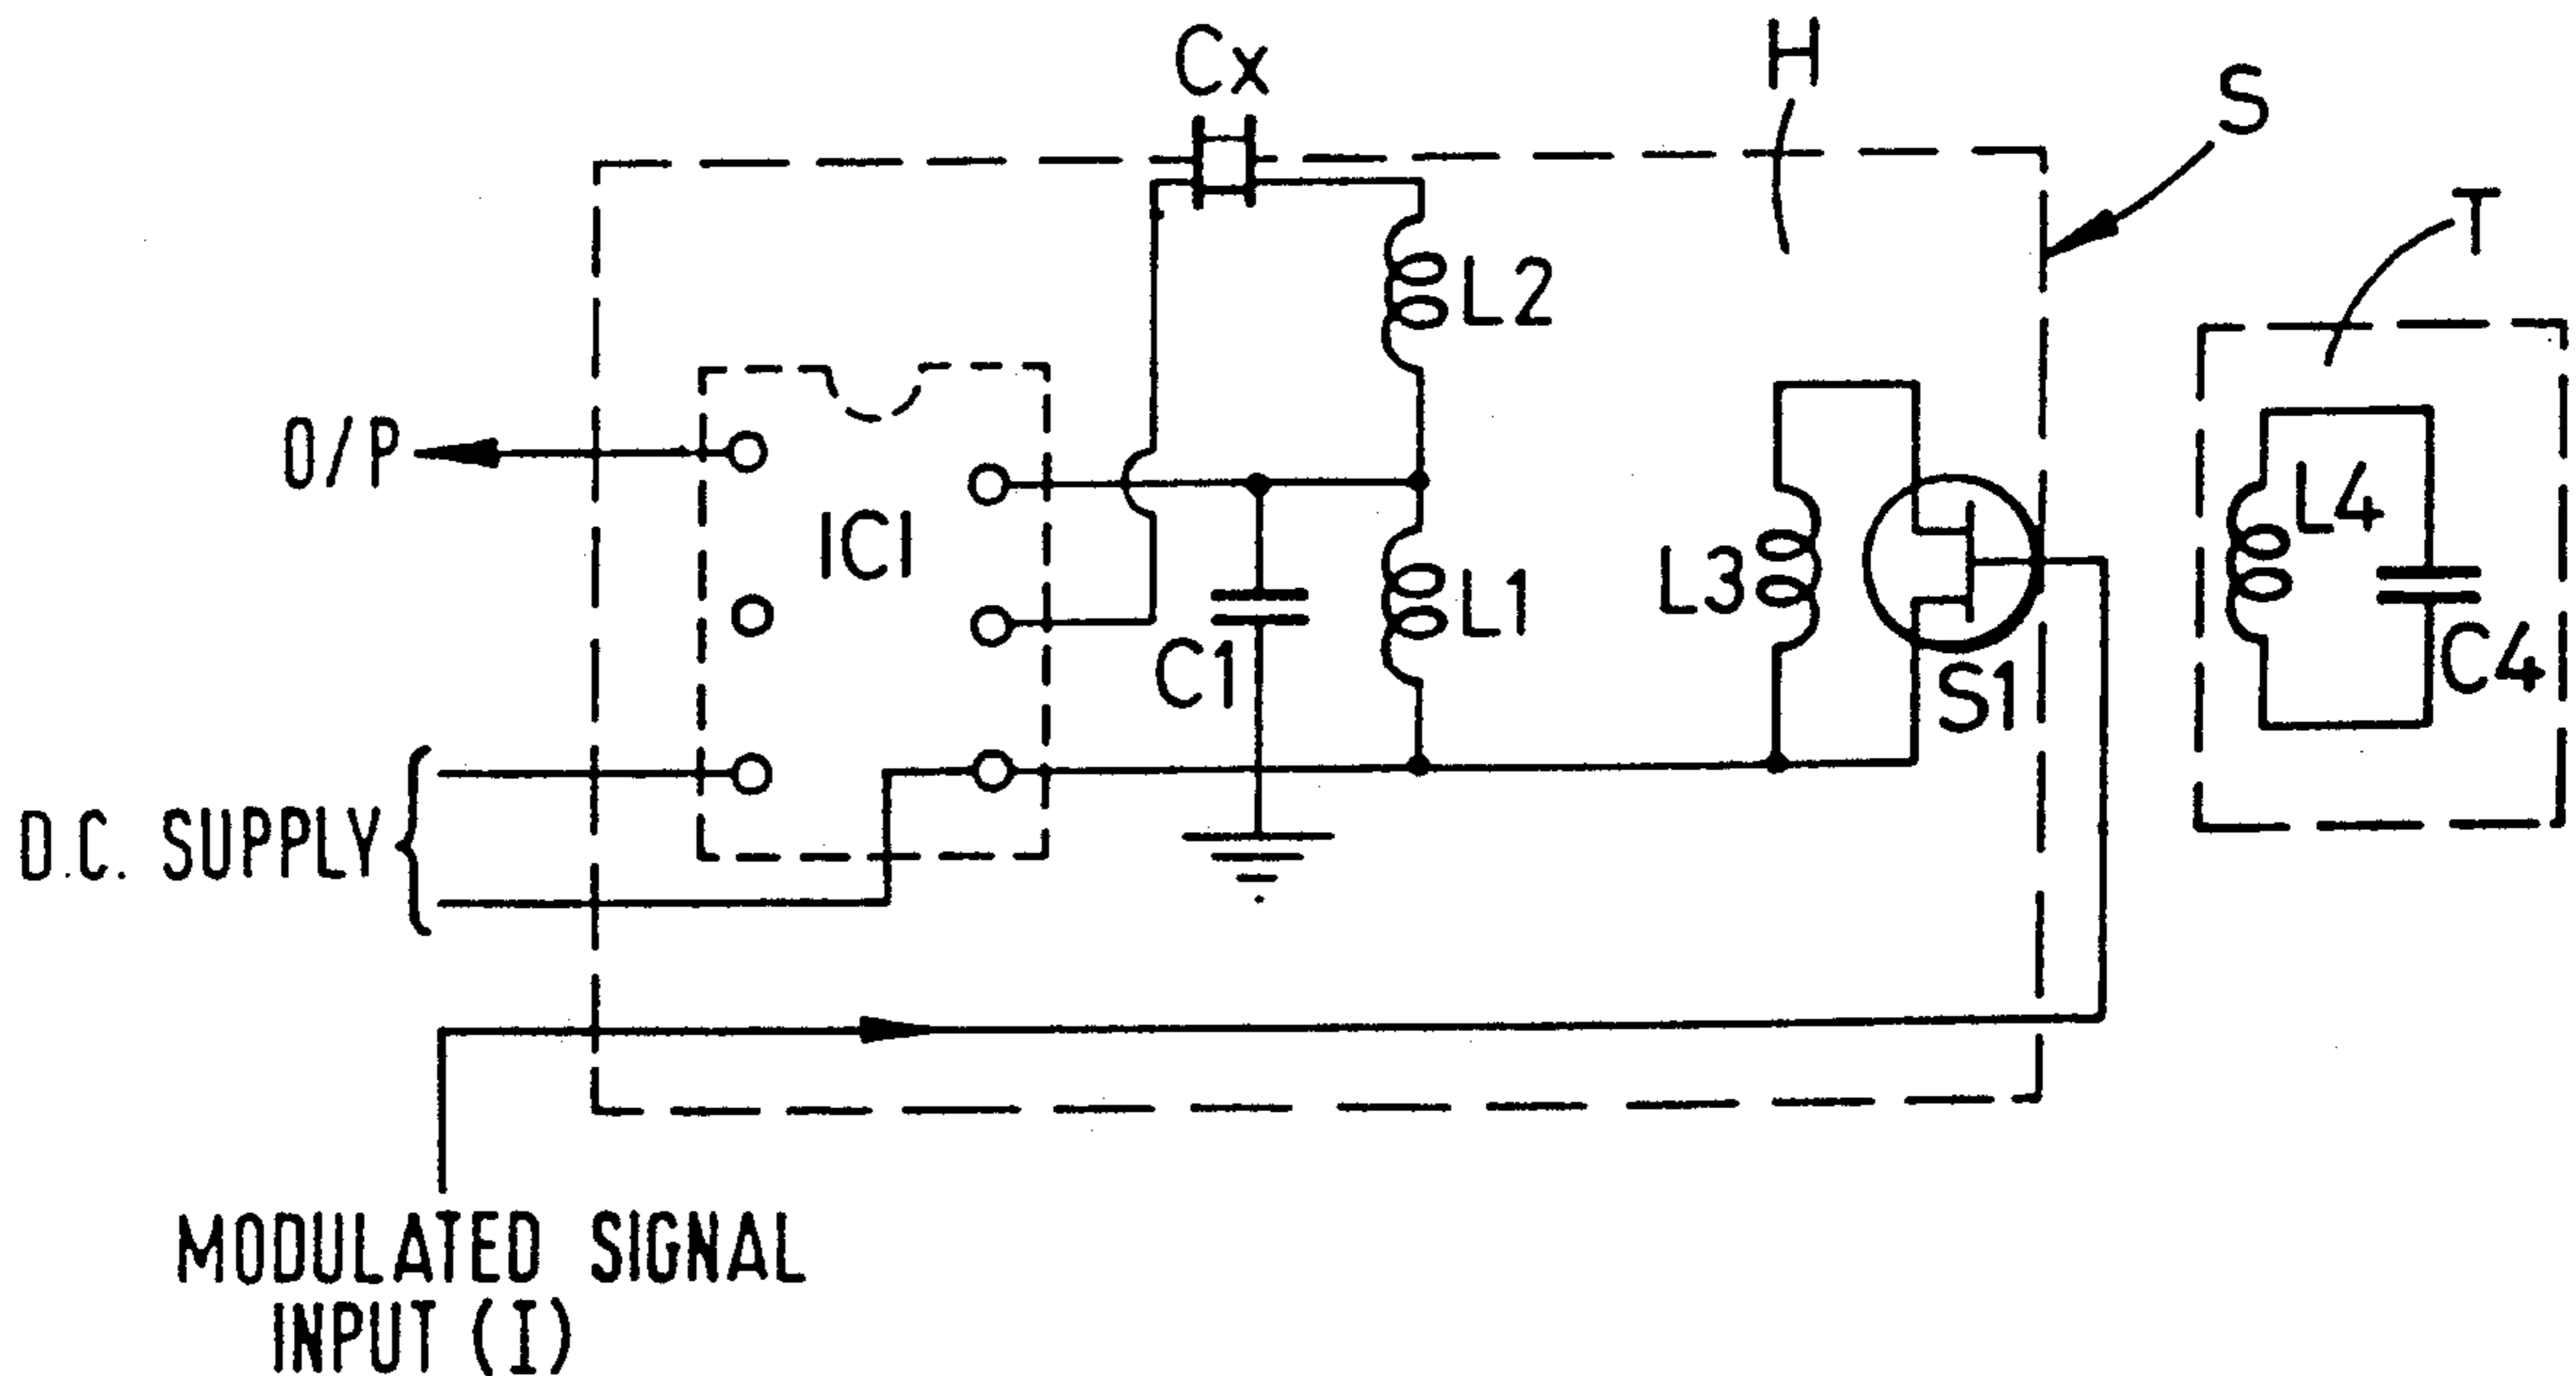 Cx
H
S
T
L2
O/P
IC1
L4
L3
L1
C1
S1
C4
D.C. SUPPLY
MODULATED SIGNAL
INPUT (I)